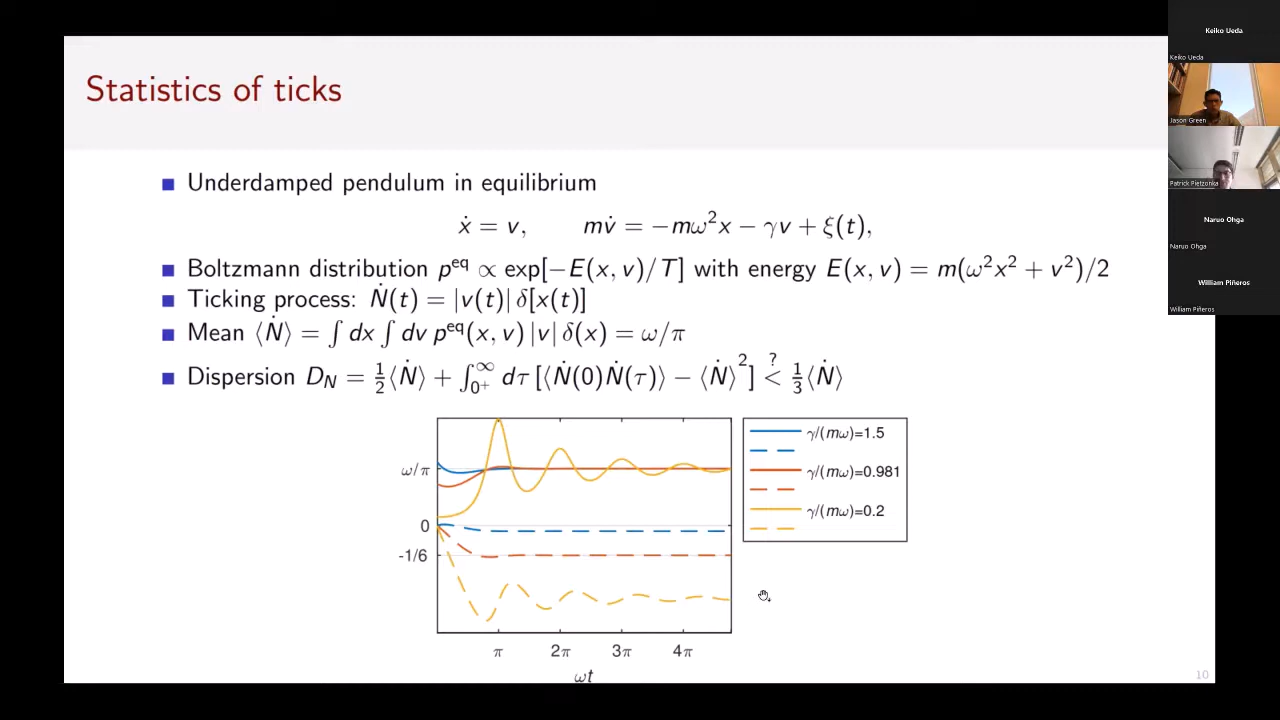 Statistics of ticks
■ Underdamped pendulum in equilibrium
ẋ = v, mv̇ = −mω²x − γv + ξ(t),
■ Boltzmann distribution p^eq ∝ exp[−E(x, v)/T] with energy E(x, v) = m(ω²x² + v²)/2
■ Ticking process: Ṅ(t) = |v(t)| δ[x(t)]
■ Mean ⟨Ṅ⟩ = ∫ dx ∫ dv p^eq(x, v) |v| δ(x) = ω/π
■ Dispersion D_N = ½⟨Ṅ⟩ + ∫_{0⁺}^∞ dτ [⟨Ṅ(0)Ṅ(τ)⟩ − ⟨Ṅ⟩²] <^? ⅓⟨Ṅ⟩
ω/π
0
-1/6
π 2π 3π 4π
ωt
γ/(mω)=1.5
γ/(mω)=0.981
γ/(mω)=0.2
10
Keiko Ueda
Keiko Ueda
Jason Green
Patrick Pietzonka
Naruo Ohga
Naruo Ohga
William Piñeros
William Piñeros